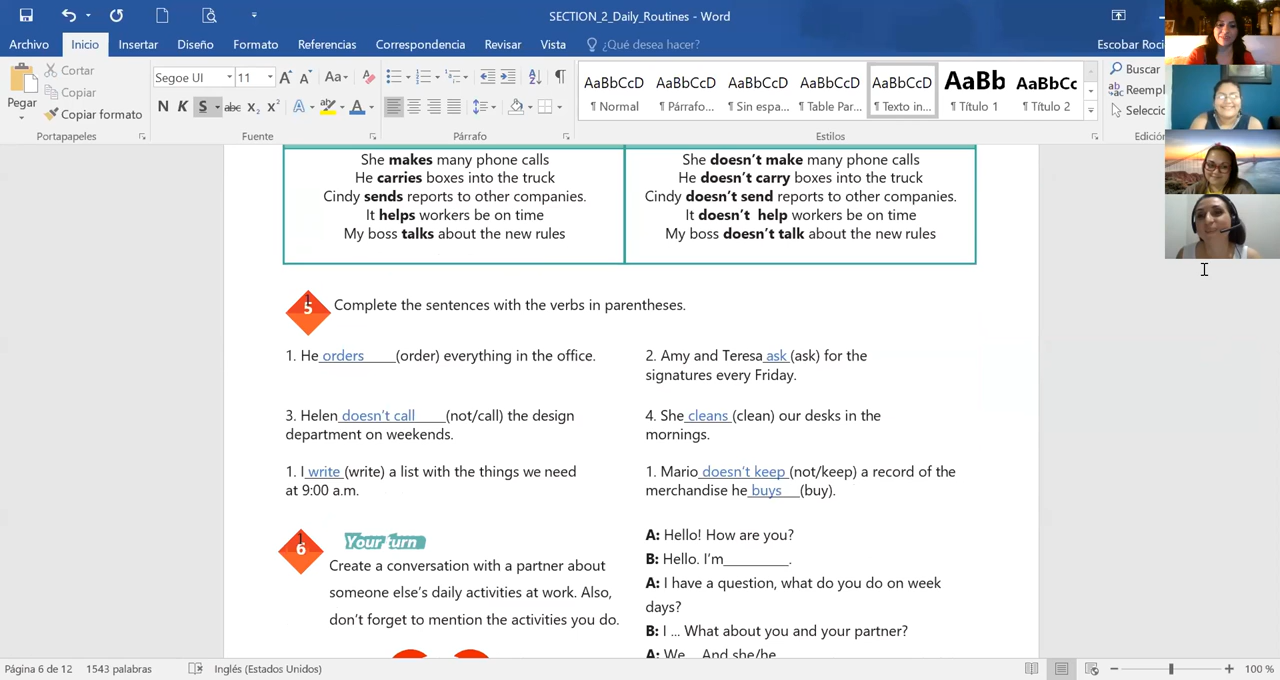 SECTION_2_Daily_Routines - Word
Archivo Inicio Insertar Diseño Formato Referencias Correspondencia Revisar Vista ¿Qué desea hacer? Escobar Roci
Pegar
Cortar
Copiar
Copiar formato
Portapapeles
Segoe UI 11
Fuente
Párrafo
AaBbCcD AaBbCcD AaBbCcD AaBbCcD AaBbCcD AaBb AaBbCc
¶ Normal ¶ Párrafo... ¶ Sin espa... ¶ Table Par... ¶ Texto in... ¶ Título 1 ¶ Título 2
Estilos
Buscar
Reempl
Selecci
Edición
She makes many phone calls
He carries boxes into the truck
Cindy sends reports to other companies.
It helps workers be on time
My boss talks about the new rules
She doesn't make many phone calls
He doesn't carry boxes into the truck
Cindy doesn't send reports to other companies.
It doesn't help workers be on time
My boss doesn't talk about the new rules
5 Complete the sentences with the verbs in parentheses.
1. He orders____(order) everything in the office.
2. Amy and Teresa ask (ask) for the
signatures every Friday.
3. Helen doesn't call____(not/call) the design
department on weekends.
4. She cleans (clean) our desks in the
mornings.
1. I write (write) a list with the things we need
at 9:00 a.m.
1. Mario doesn't keep (not/keep) a record of the
merchandise he buys__(buy).
6 Your turn
Create a conversation with a partner about
someone else's daily activities at work. Also,
don't forget to mention the activities you do.
A: Hello! How are you?
B: Hello. I'm_________.
A: I have a question, what do you do on week
days?
B: I ... What about you and your partner?
A: We... And she/he
Página 6 de 12 1543 palabras Inglés (Estados Unidos) 100 %